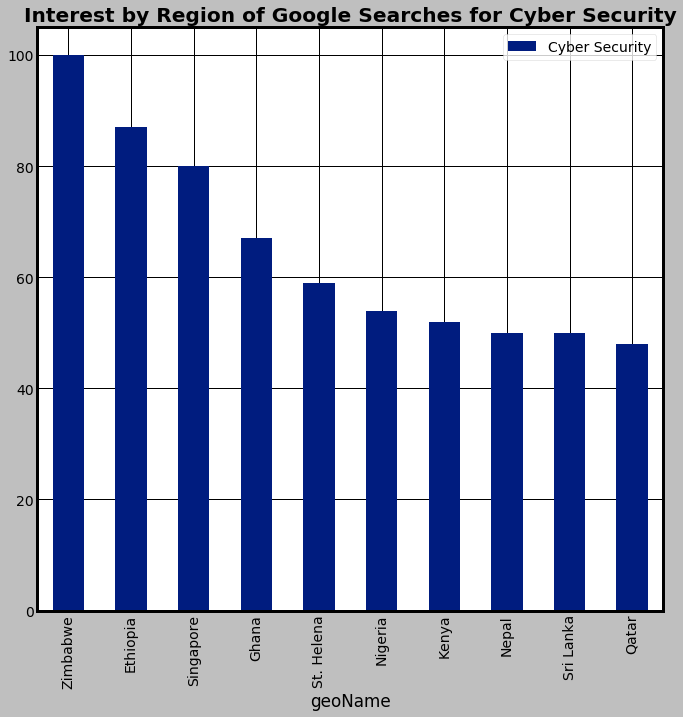 Interest by Region of Google Searches for Cyber Security
Cyber Security
100
80
60
40
20
0
Zimbabwe
Ethiopia
Singapore
Ghana
St. Helena
Nigeria
Kenya
Nepal
Sri Lanka
Qatar
geoName